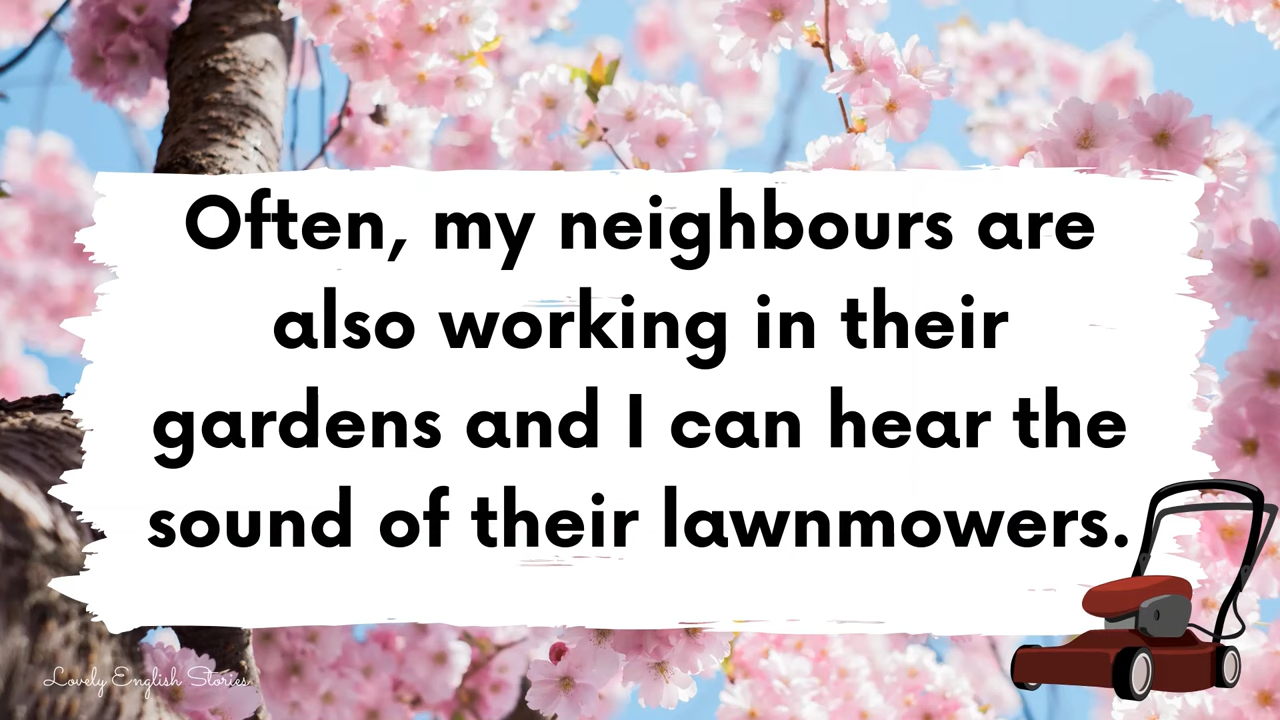 Often, my neighbours are
also working in their
gardens and I can hear the
sound of their lawnmowers.
Lovely English Stories